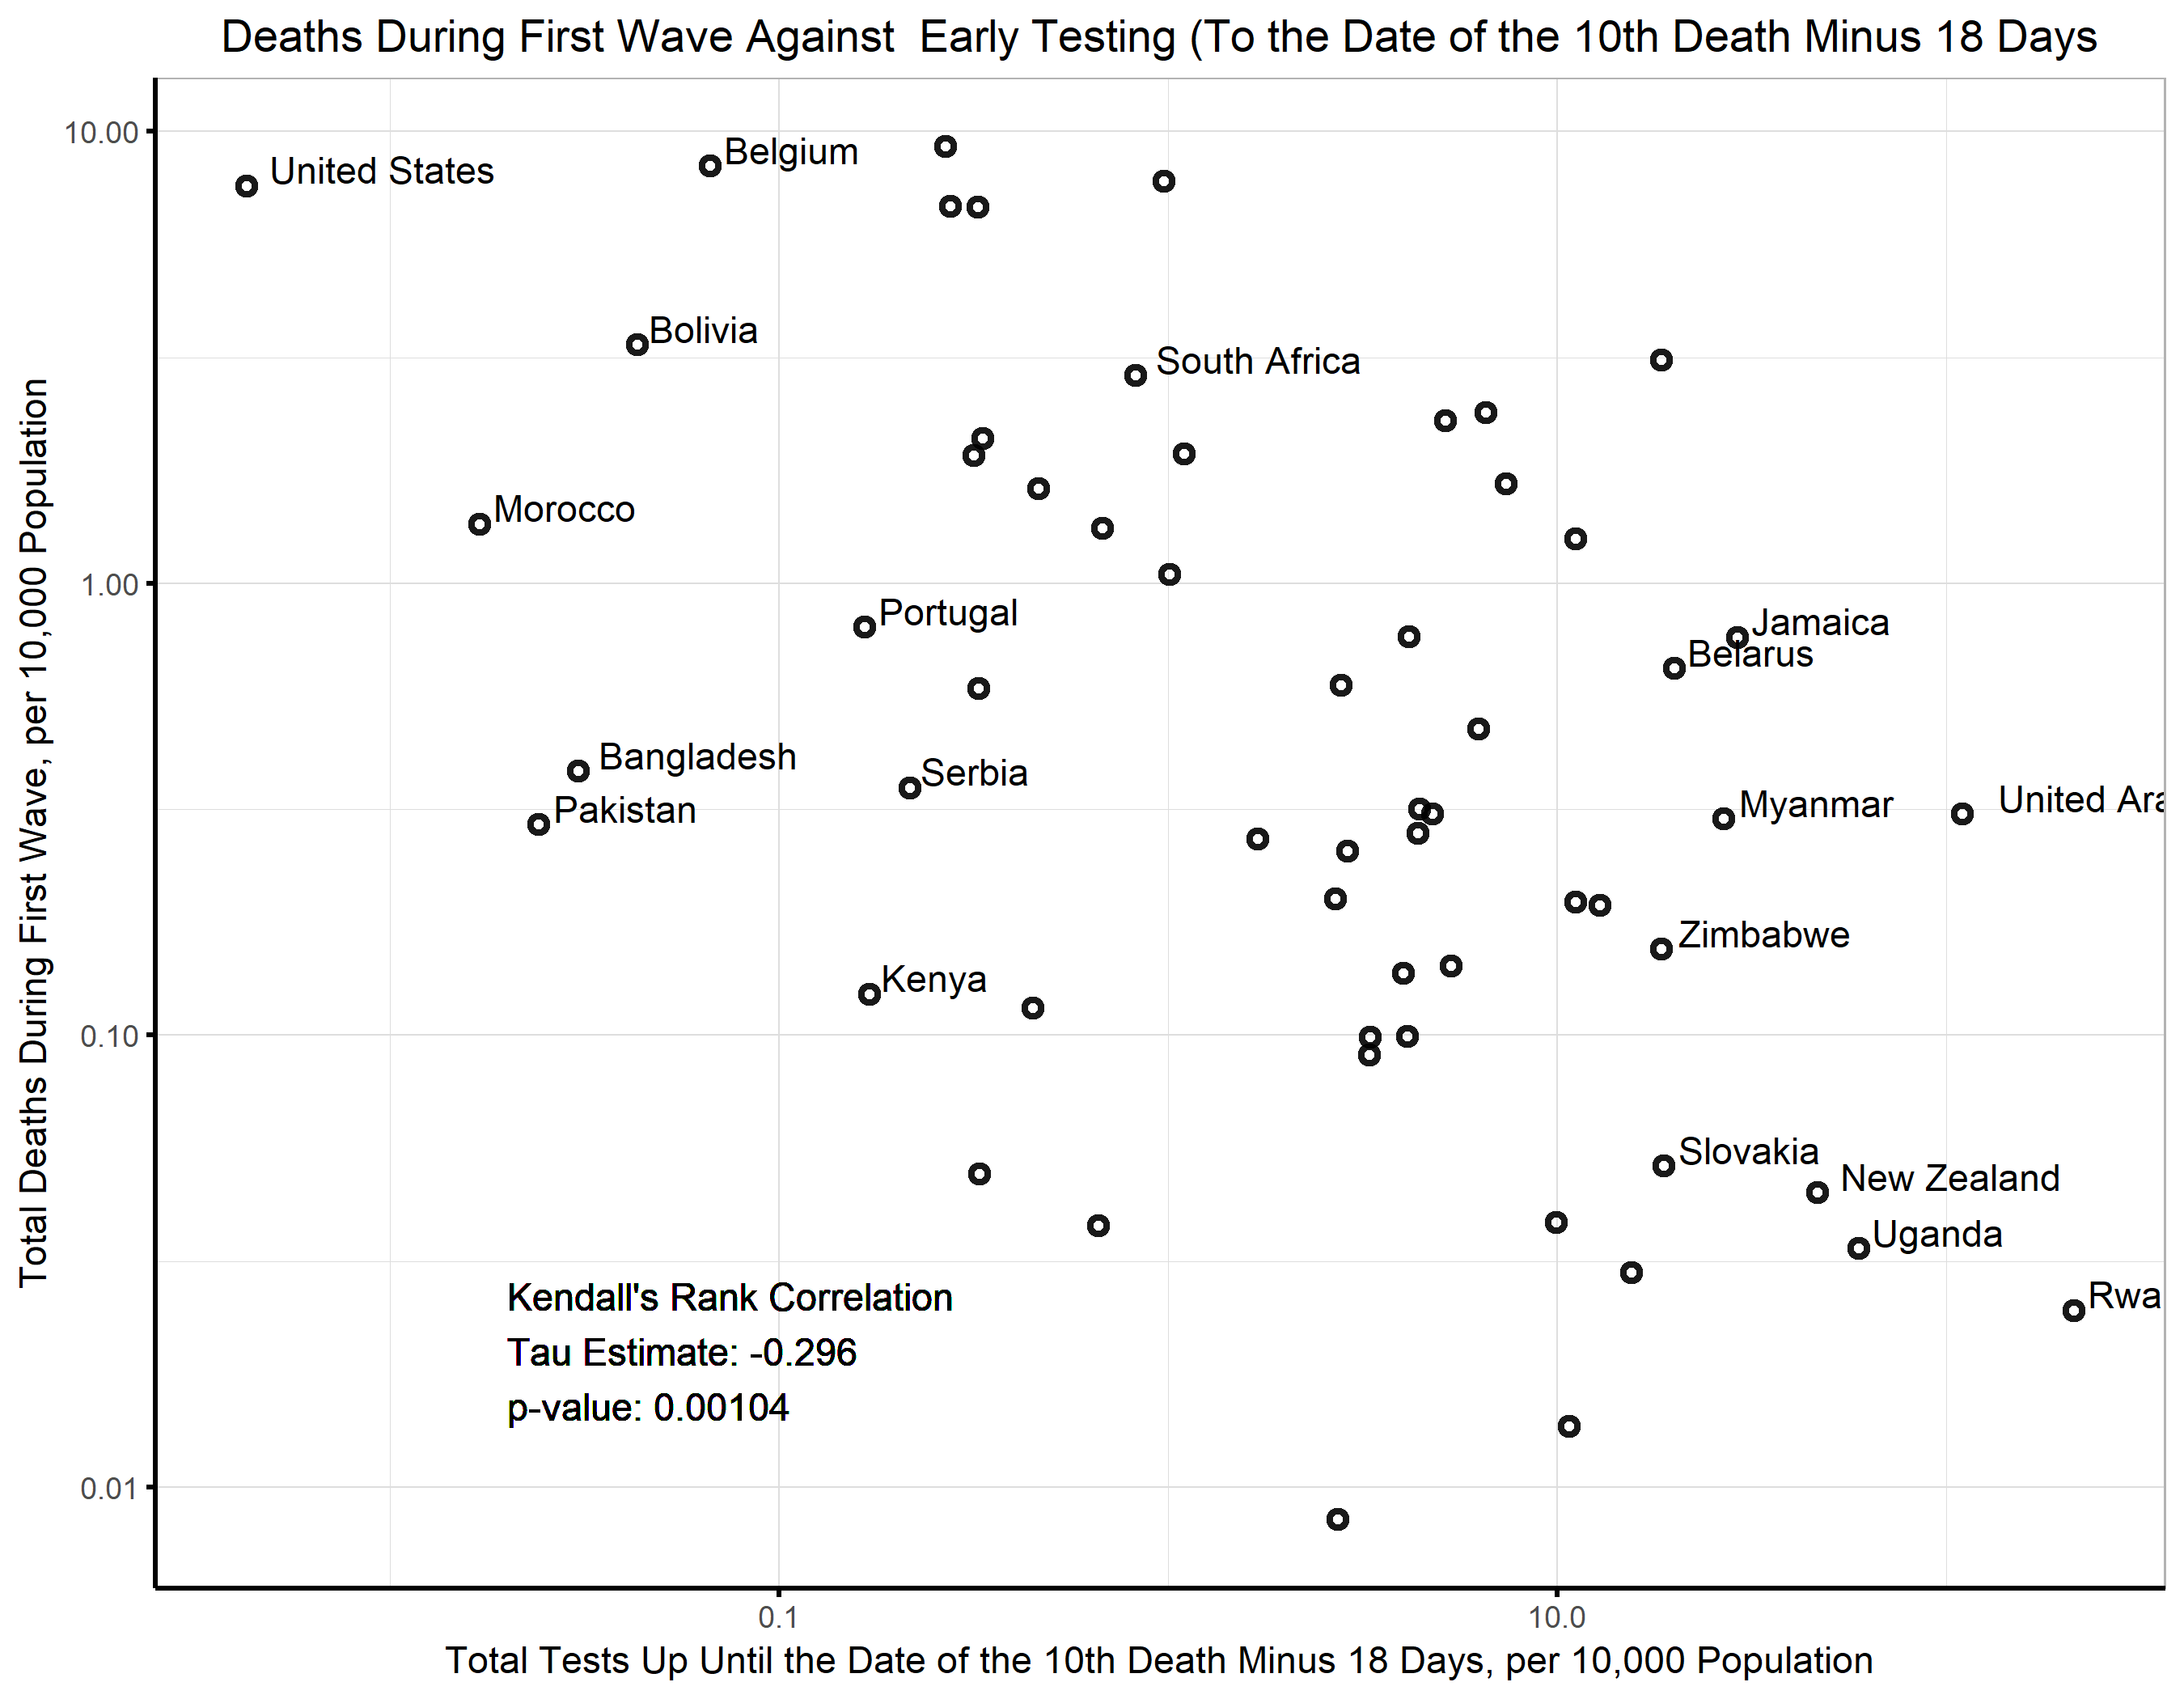 Deaths During First Wave Against  Early Testing (To the Date of the 10th Death Minus 18 Days
10.00
United States
Belgium
Bolivia
South Africa
Morocco
1.00
Portugal
Jamaica
Belarus
Bangladesh
Serbia
Pakistan
Myanmar
United Ara
Zimbabwe
Kenya
0.10
Slovakia
New Zealand
Uganda
Rwa
Kendall's Rank Correlation
Tau Estimate: -0.296
p-value: 0.00104
0.01
0.1
10.0
Total Tests Up Until the Date of the 10th Death Minus 18 Days, per 10,000 Population
Total Deaths During First Wave, per 10,000 Population